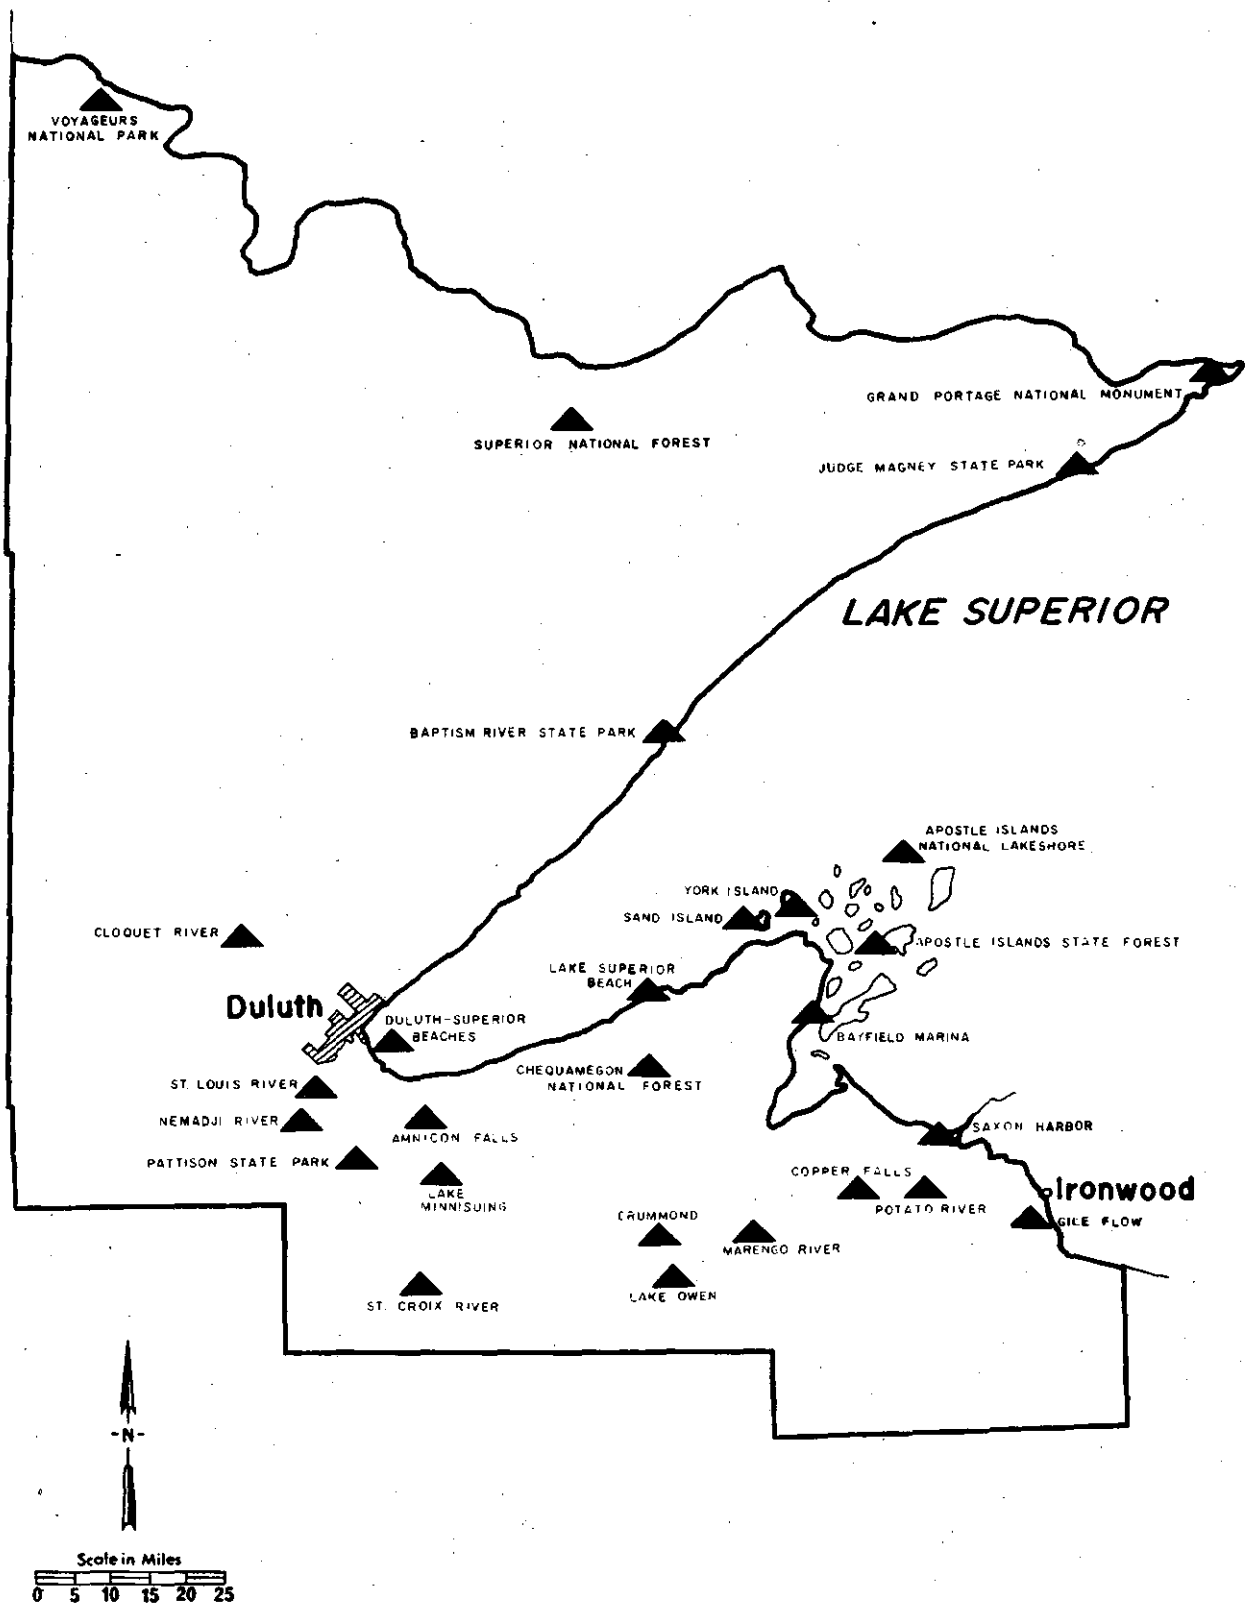 VOYAGEURS
NATIONAL PARK
GRAND PORTAGE NATIONAL MONUMENT
SUPERIOR NATIONAL FOREST
JUDGE MAGNEY STATE PARK
LAKE SUPERIOR
BAPTISM RIVER STATE PARK
APOSTLE ISLANDS
NATIONAL LAKESHORE
YORK ISLAND
SAND ISLAND
CLOQUET RIVER
APOSTLE ISLANDS STATE FOREST
LAKE SUPERIOR
BEACH
Duluth
DULUTH-SUPERIOR
BEACHES
BAYFIELD MARINA
CHEQUAMEGON
NATIONAL FOREST
ST. LOUIS RIVER
NEMADJI RIVER
AMNICON FALLS
SAXON HARBOR
PATTISON STATE PARK
COPPER FALLS
LAKE
MINNISUING
Ironwood
POTATO RIVER
CRUMMOND
GILE FLOW
MARENGO RIVER
LAKE OWEN
ST. CROIX RIVER
-N-
Scale in Miles
0 5 10 15 20 25